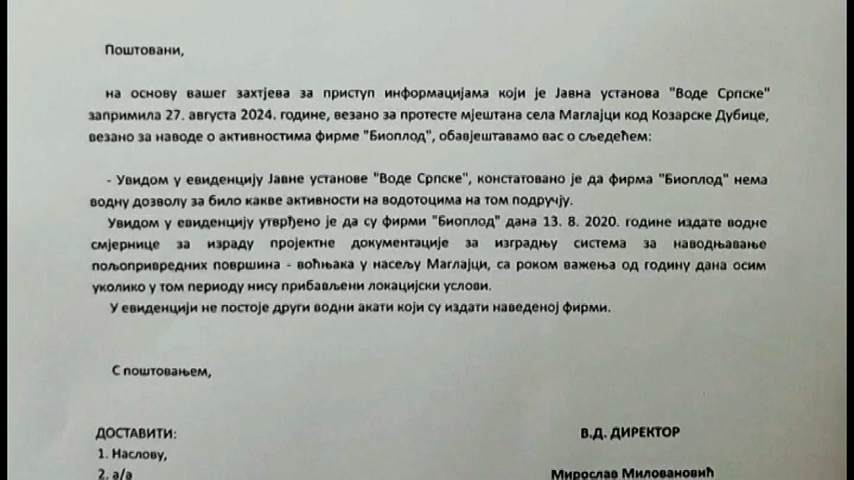 Поштовани,
на основу вашег захтјева за приступ информацијама који је Јавна установа "Воде Српске"
запримила 27. августа 2024. године, везано за протесте мјештана села Маглајци код Козарске Дубице,
везано за наводе о активностима фирме "Биоплод", обавјештавамо вас о сљедећем:
- Увидом у евиденцију Јавне установе "Воде Српске", констатовано је да фирма "Биоплод" нема
водну дозволу за било какве активности на водотоцима на том подручју.
Увидом у евиденцију утврђено је да су фирми "Биоплод" дана 13. 8. 2020. године издате водне
смјернице за израду пројектне документације за изградњу система за наводњавање
пољопривредних површина - воћњака у насељу Маглајци, са роком важења од годину дана осим
уколико у том периоду нису прибављени локацијски услови.
У евиденцији не постоје други водни акати који су издати наведеној фирми.
С поштовањем,
ДОСТАВИТИ:
В.Д. ДИРЕКТОР
1. Наслову,
2. а/а
Мирослав Миловановић